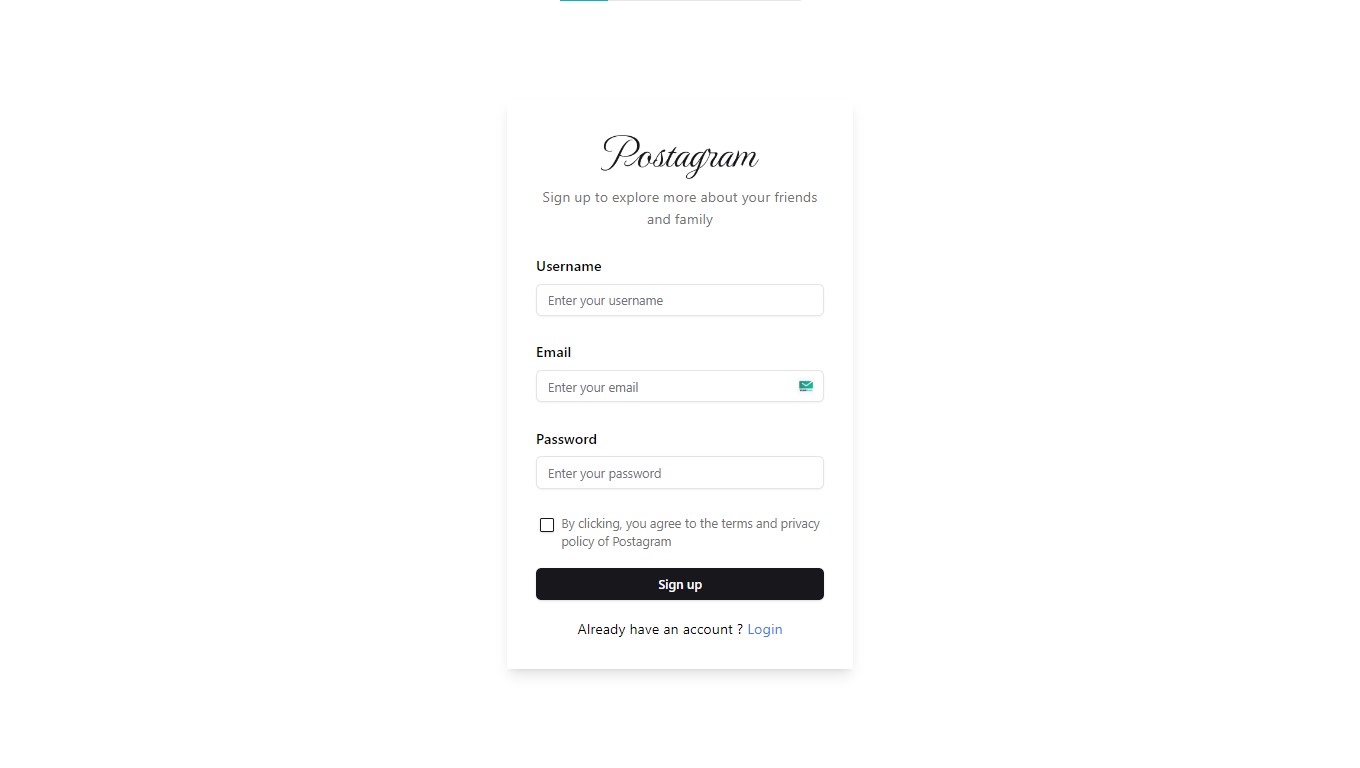 Postagram
Sign up to explore more about your friends
and family
Username
Enter your username
Email
Enter your email
Password
Enter your password
By clicking, you agree to the terms and privacy
policy of Postagram
Sign up
Already have an account ? Login